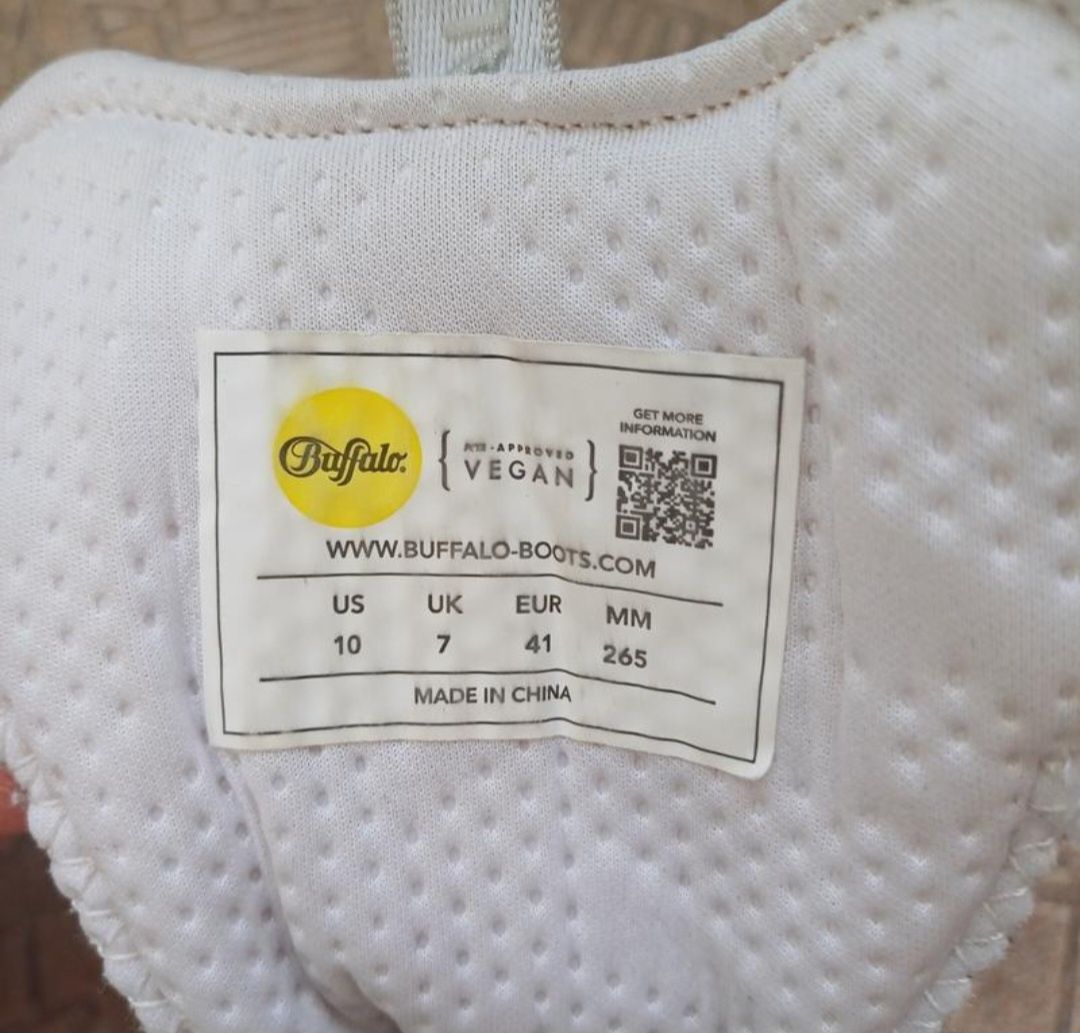 Buffalo.
{ PETA-APPROVED
VEGAN }
GET MORE
INFORMATION
WWW.BUFFALO-BOOTS.COM
US UK EUR MM
10 7 41 265
MADE IN CHINA